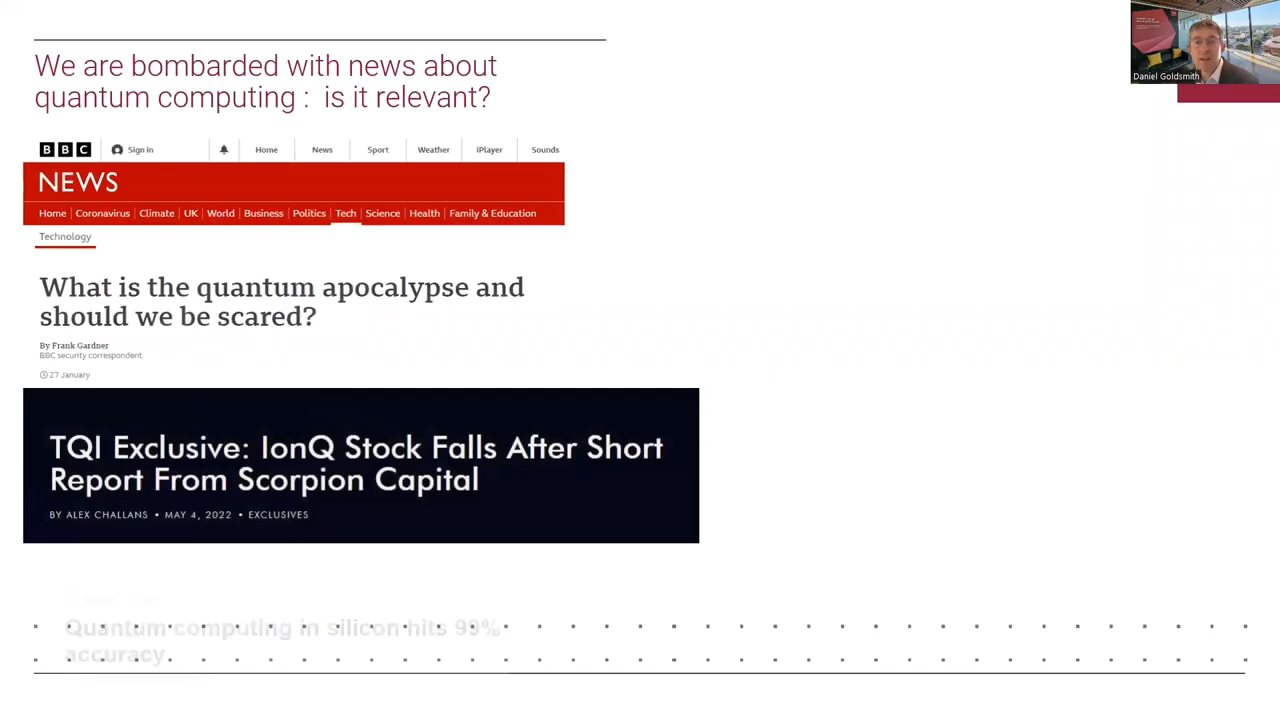 We are bombarded with news about
quantum computing : is it relevant?
Daniel Goldsmith
BBC Sign in Home News Sport Weather iPlayer Sounds
NEWS
Home Coronavirus Climate UK World Business Politics Tech Science Health Family & Education
Technology
What is the quantum apocalypse and
should we be scared?
By Frank Gardner
BBC security correspondent
27 January
TQI Exclusive: IonQ Stock Falls After Short
Report From Scorpion Capital
BY ALEX CHALLANS • MAY 4, 2022 • EXCLUSIVES
Quantum computing in silicon hits 99%
accuracy